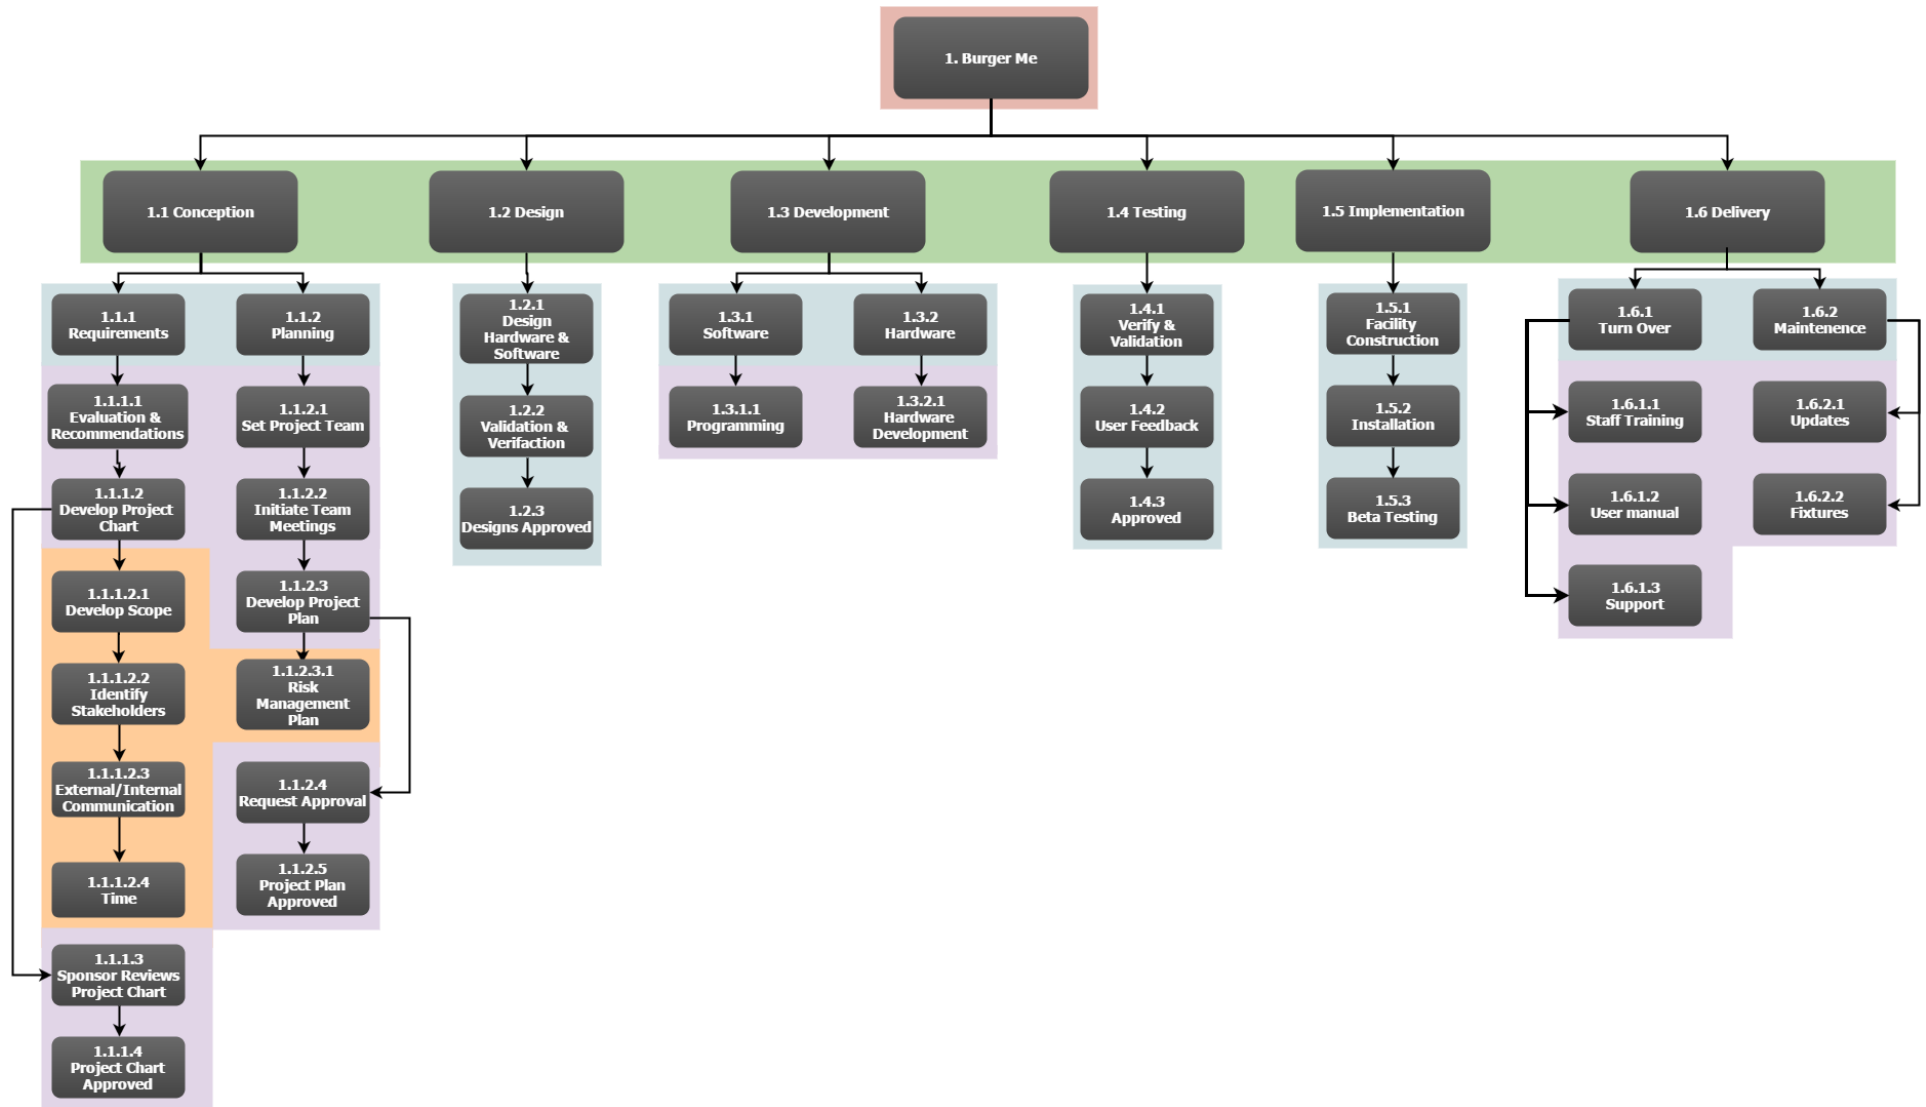 1. Burger Me
1.1 Conception
1.2 Design
1.3 Development
1.4 Testing
1.5 Implementation
1.6 Delivery
1.1.1
Requirements
1.1.2
Planning
1.2.1
Design
Hardware &
Software
1.3.1
Software
1.3.2
Hardware
1.4.1
Verify &
Validation
1.5.1
Facility
Construction
1.6.1
Turn Over
1.6.2
Maintenence
1.1.1.1
Evaluation &
Recommendations
1.1.2.1
Set Project Team
1.2.2
Validation &
Verifaction
1.3.1.1
Programming
1.3.2.1
Hardware
Development
1.4.2
User Feedback
1.5.2
Installation
1.6.1.1
Staff Training
1.6.2.1
Updates
1.1.1.2
Develop Project
Chart
1.1.2.2
Initiate Team
Meetings
1.2.3
Designs Approved
1.4.3
Approved
1.5.3
Beta Testing
1.6.1.2
User manual
1.6.2.2
Fixtures
1.1.1.2.1
Develop Scope
1.1.2.3
Develop Project
Plan
1.6.1.3
Support
1.1.1.2.2
Identify
Stakeholders
1.1.2.3.1
Risk
Management
Plan
1.1.1.2.3
External/Internal
Communication
1.1.2.4
Request Approval
1.1.1.2.4
Time
1.1.2.5
Project Plan
Approved
1.1.1.3
Sponsor Reviews
Project Chart
1.1.1.4
Project Chart
Approved